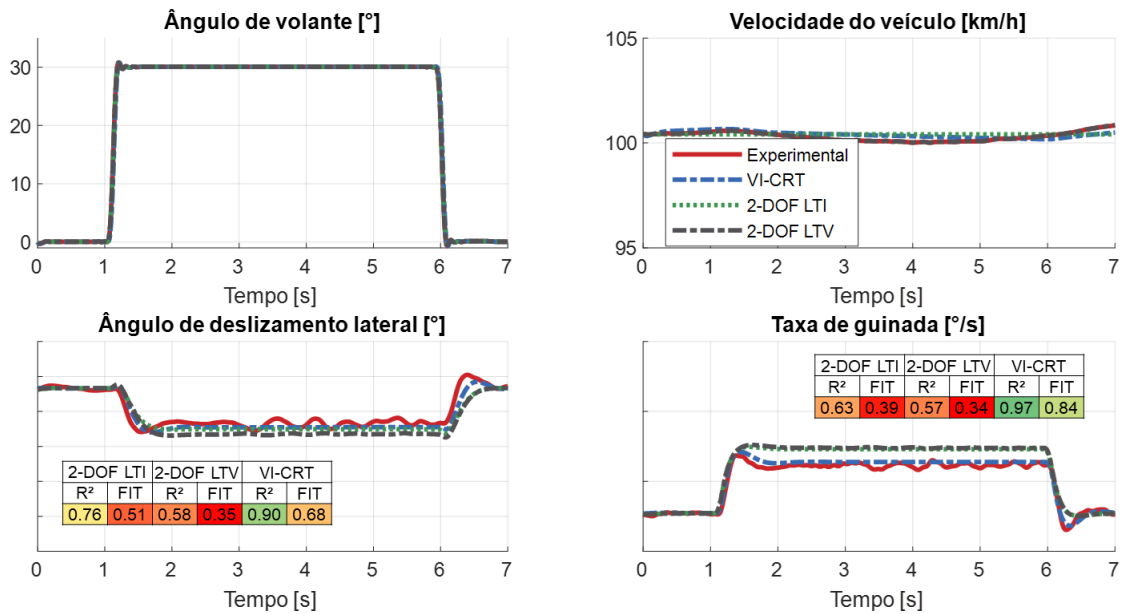 Ângulo de volante [°]
30
20
10
0
0 1 2 3 4 5 6 7
Tempo [s]
Velocidade do veículo [km/h]
105
100
95
Experimental
VI-CRT
2-DOF LTI
2-DOF LTV
0 1 2 3 4 5 6 7
Tempo [s]
Ângulo de deslizamento lateral [°]
2-DOF LTI 2-DOF LTV VI-CRT
R² FIT R² FIT R² FIT
0.76 0.51 0.58 0.35 0.90 0.68
0 1 2 3 4 5 6 7
Tempo [s]
Taxa de guinada [°/s]
2-DOF LTI 2-DOF LTV VI-CRT
R² FIT R² FIT R² FIT
0.63 0.39 0.57 0.34 0.97 0.84
0 1 2 3 4 5 6 7
Tempo [s]